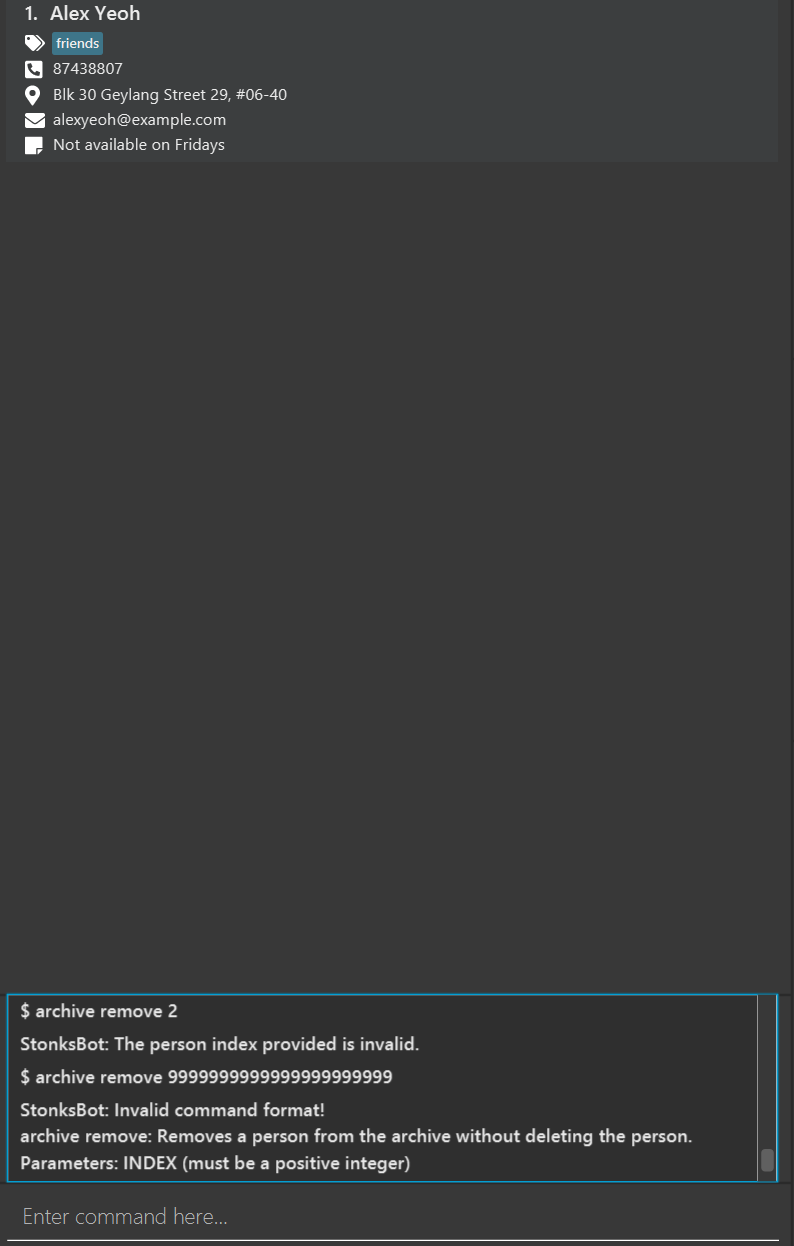 1. Alex Yeoh
friends
87438807
Blk 30 Geylang Street 29, #06-40
alexyeoh@example.com
Not available on Fridays
$ archive remove 2
StonksBot: The person index provided is invalid.
$ archive remove 9999999999999999999999
StonksBot: Invalid command format!
archive remove: Removes a person from the archive without deleting the person.
Parameters: INDEX (must be a positive integer)
Enter command here...